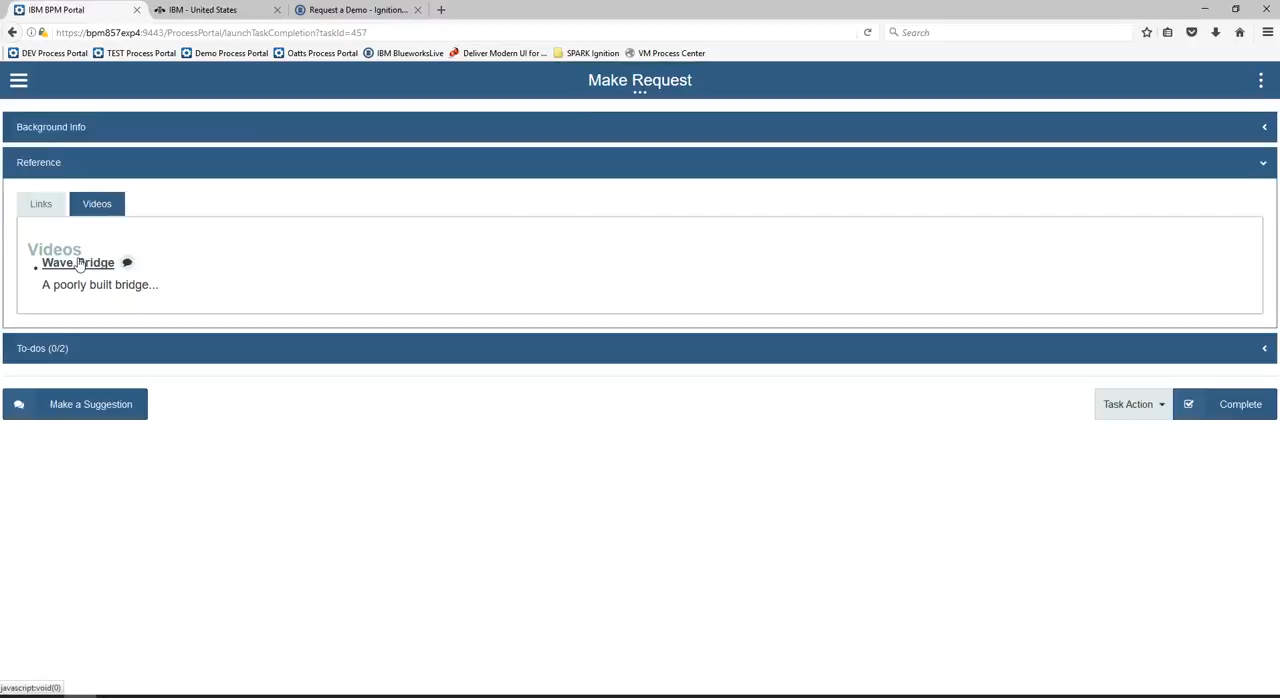 IBM BPM Portal
IBM - United States
Request a Demo - Ignition...
https://bpm857exp4:9443/ProcessPortal/launchTaskCompletion?taskId=457
Search
DEV Process Portal TEST Process Portal Demo Process Portal Oatts Process Portal IBM BlueworksLive Deliver Modern UI for ... SPARK Ignition VM Process Center
Make Request
Background Info
Reference
Links Videos
Videos
Wave Bridge
A poorly built bridge...
To-dos (0/2)
Make a Suggestion
Task Action
Complete
javascript:void(0)